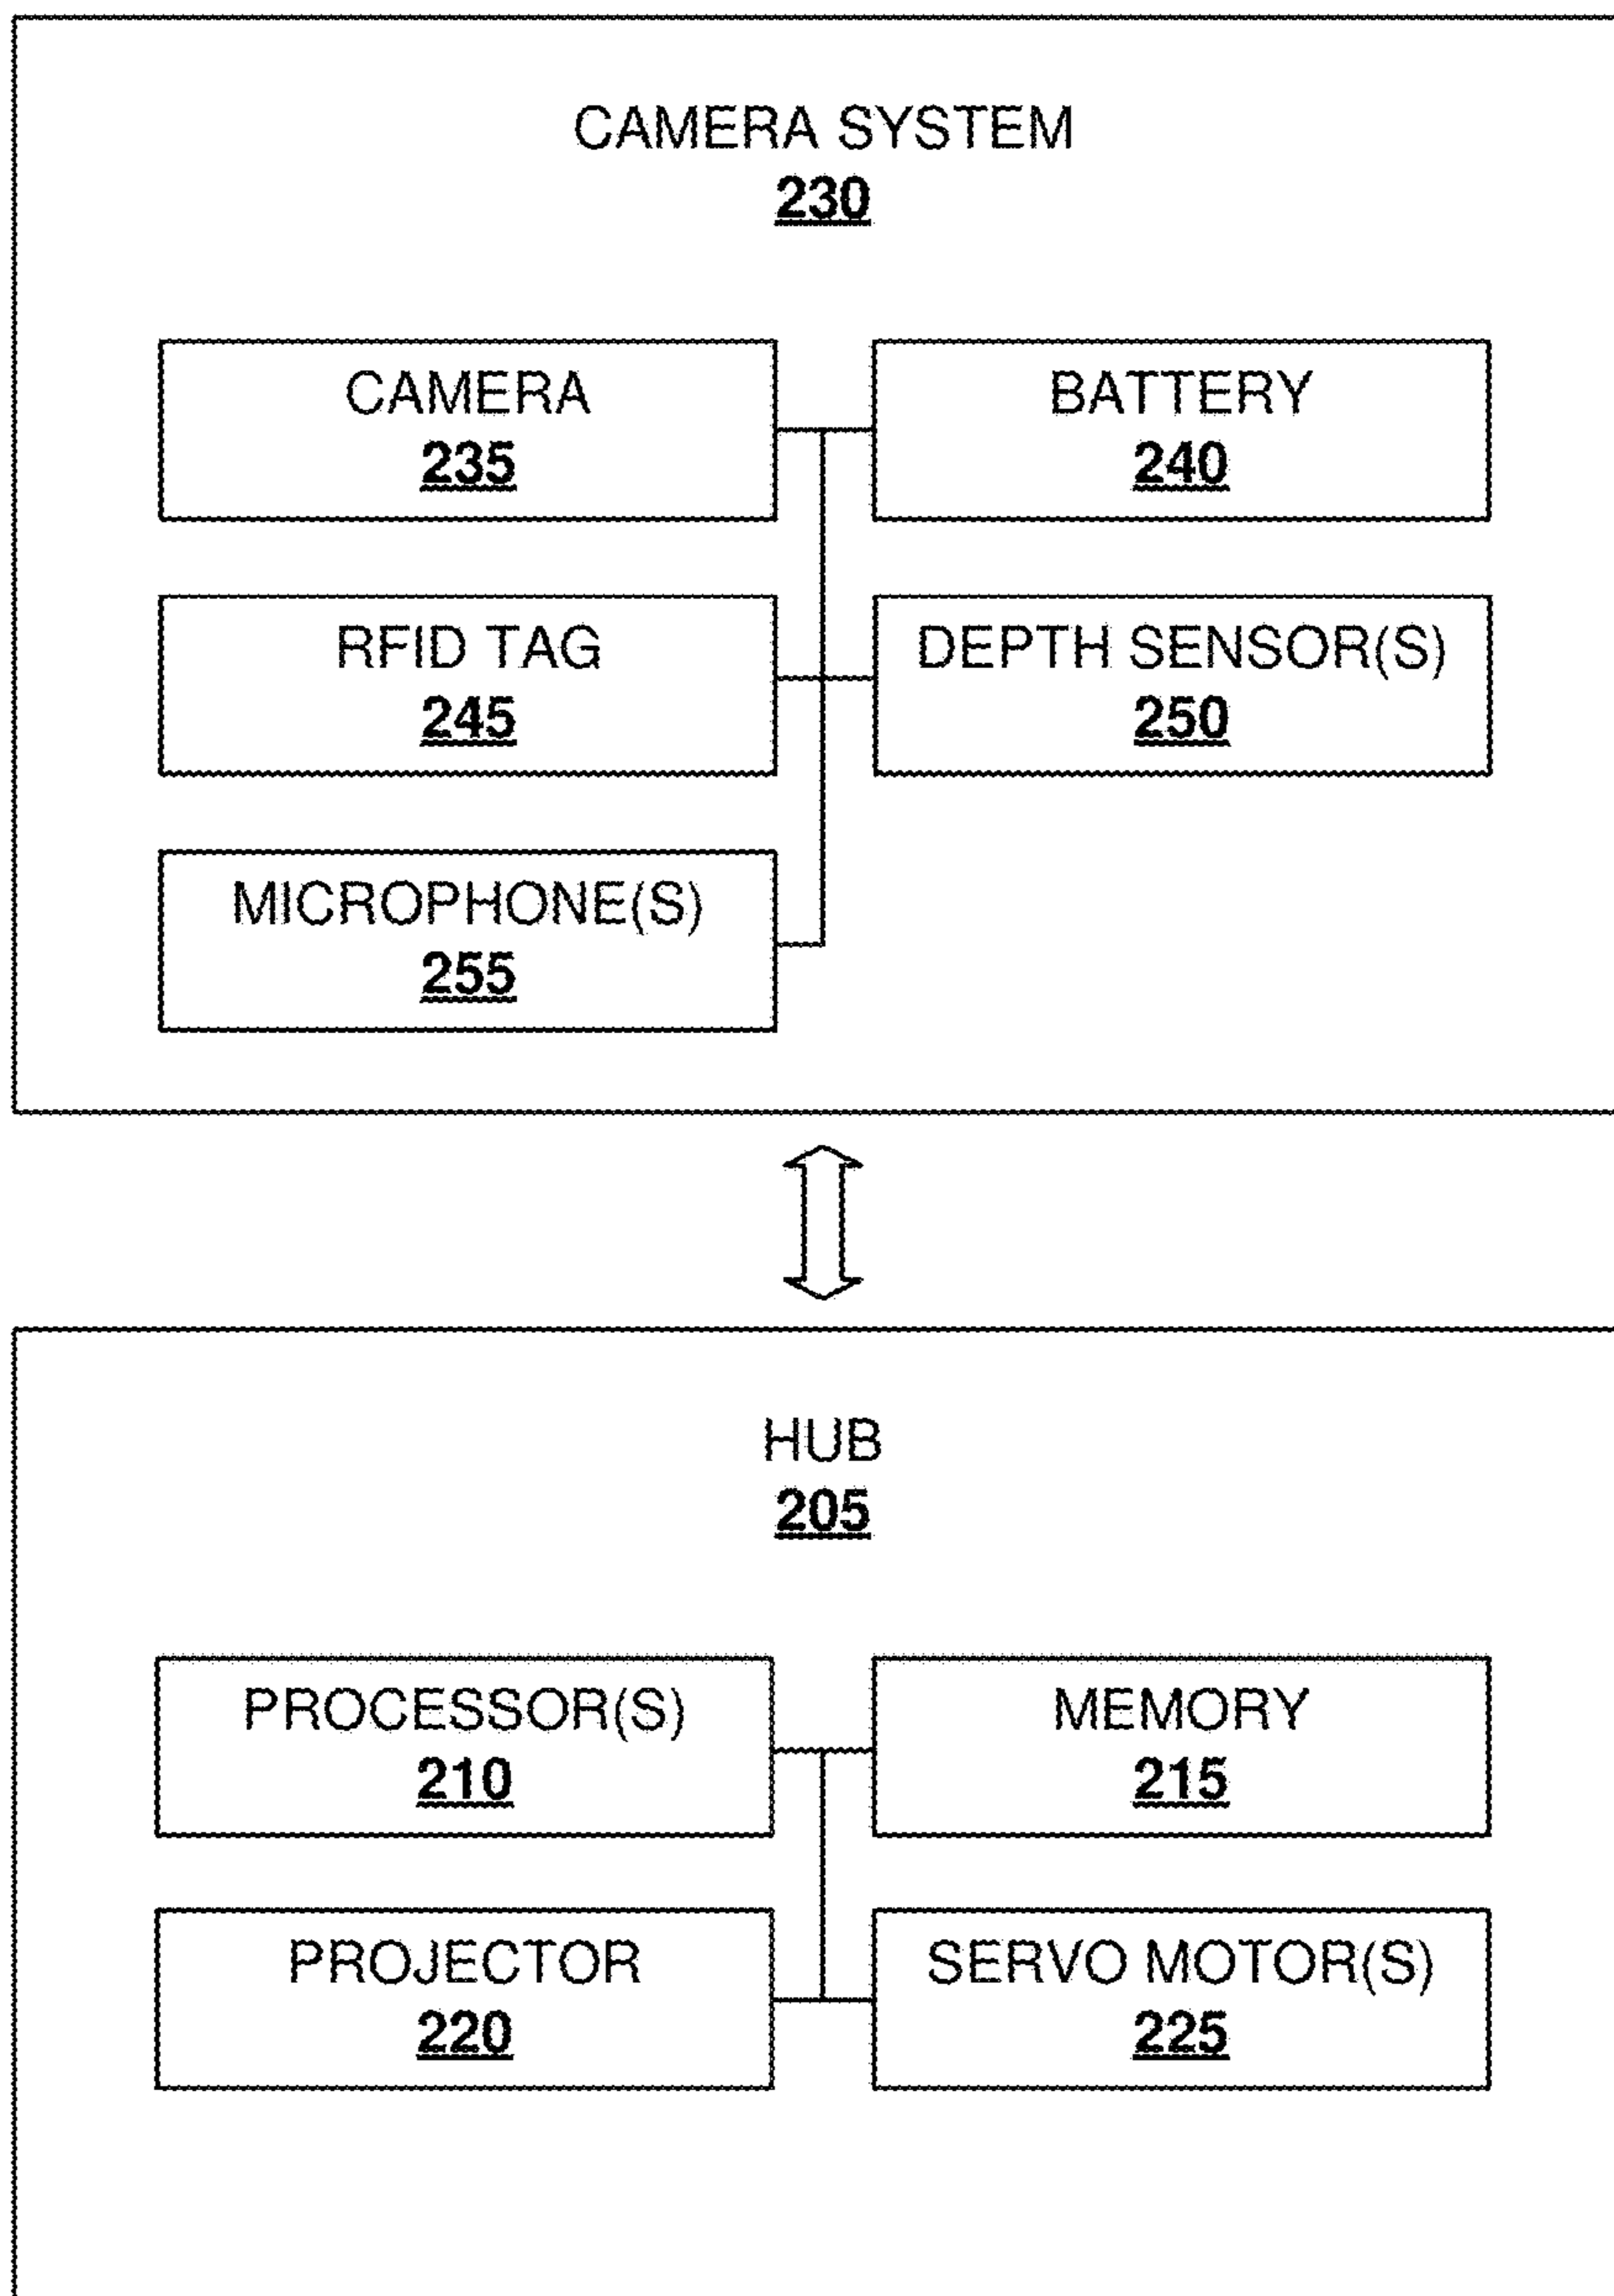 CAMERA SYSTEM
230
CAMERA
235
BATTERY
240
RFID TAG
245
DEPTH SENSOR(S)
250
MICROPHONE(S)
255
HUB
205
PROCESSOR(S)
210
MEMORY
215
PROJECTOR
220
SERVO MOTOR(S)
225